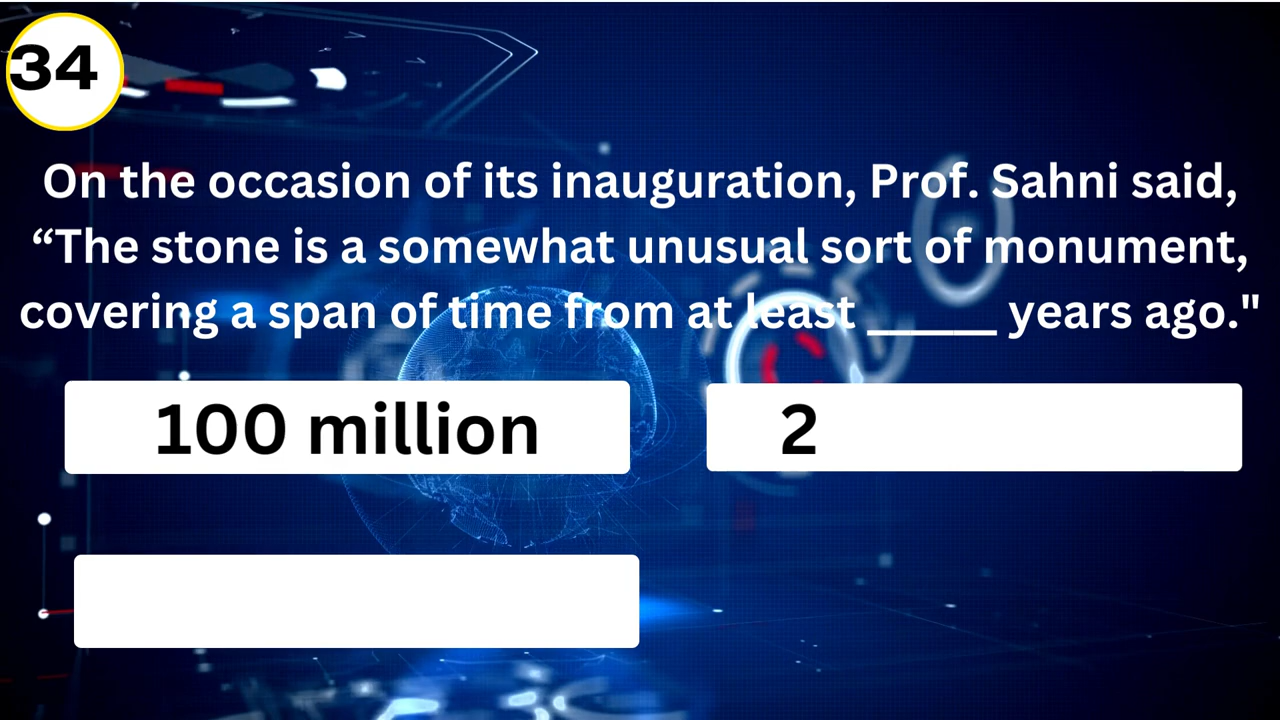 34
On the occasion of its inauguration, Prof. Sahni said,
“The stone is a somewhat unusual sort of monument,
covering a span of time from at least ______ years ago."
100 million
2